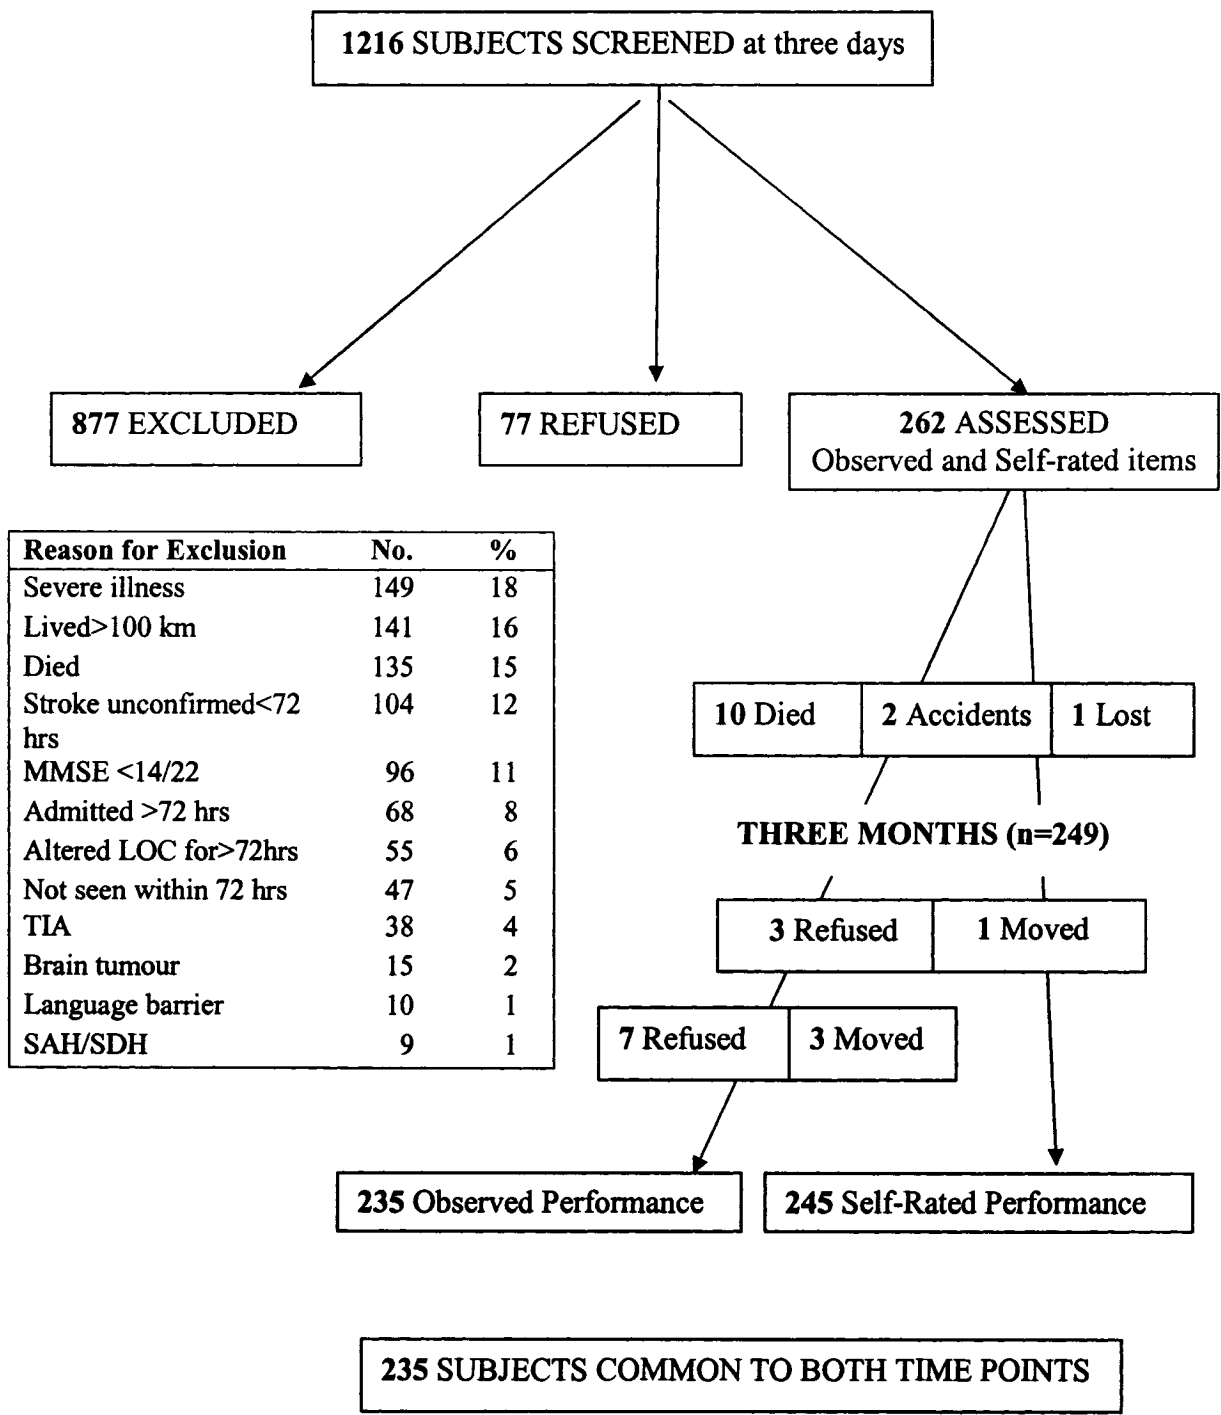 1216 SUBJECTS SCREENED at three days
877 EXCLUDED
77 REFUSED
262 ASSESSED
Observed and Self-rated items
Reason for Exclusion No. %
Severe illness 149 18
Lived>100 km 141 16
Died 135 15
Stroke unconfirmed<72 104 12
hrs
MMSE <14/22 96 11
Admitted >72 hrs 68 8
Altered LOC for>72hrs 55 6
Not seen within 72 hrs 47 5
TIA 38 4
Brain tumour 15 2
Language barrier 10 1
SAH/SDH 9 1
10 Died 2 Accidents 1 Lost
THREE MONTHS (n=249)
3 Refused 1 Moved
7 Refused 3 Moved
235 Observed Performance
245 Self-Rated Performance
235 SUBJECTS COMMON TO BOTH TIME POINTS